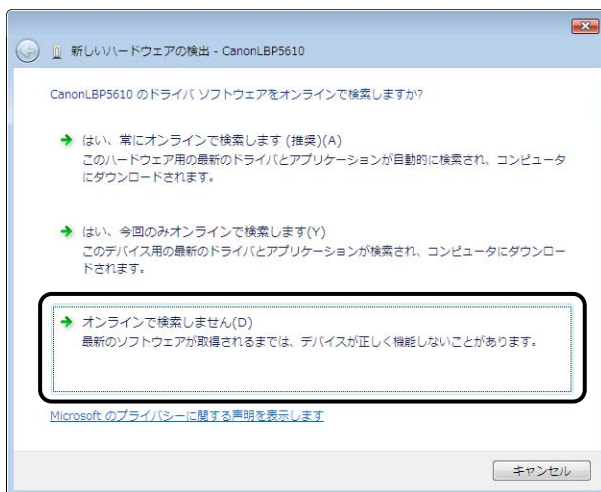 新しいハードウェアの検出 - CanonLBP5610
CanonLBP5610 のドライバ ソフトウェアをオンラインで検索しますか?
はい、常にオンラインで検索します (推奨)(A)
このハードウェア用の最新のドライバとアプリケーションが自動的に検索され、コンピュータ
にダウンロードされます。
はい、今回のみオンラインで検索します(Y)
このデバイス用の最新のドライバとアプリケーションが検索され、コンピュータにダウンロー
ドされます。
オンラインで検索しません(D)
最新のソフトウェアが取得されるまでは、デバイスが正しく機能しないことがあります。
Microsoft のプライバシーに関する声明を表示します
キャンセル